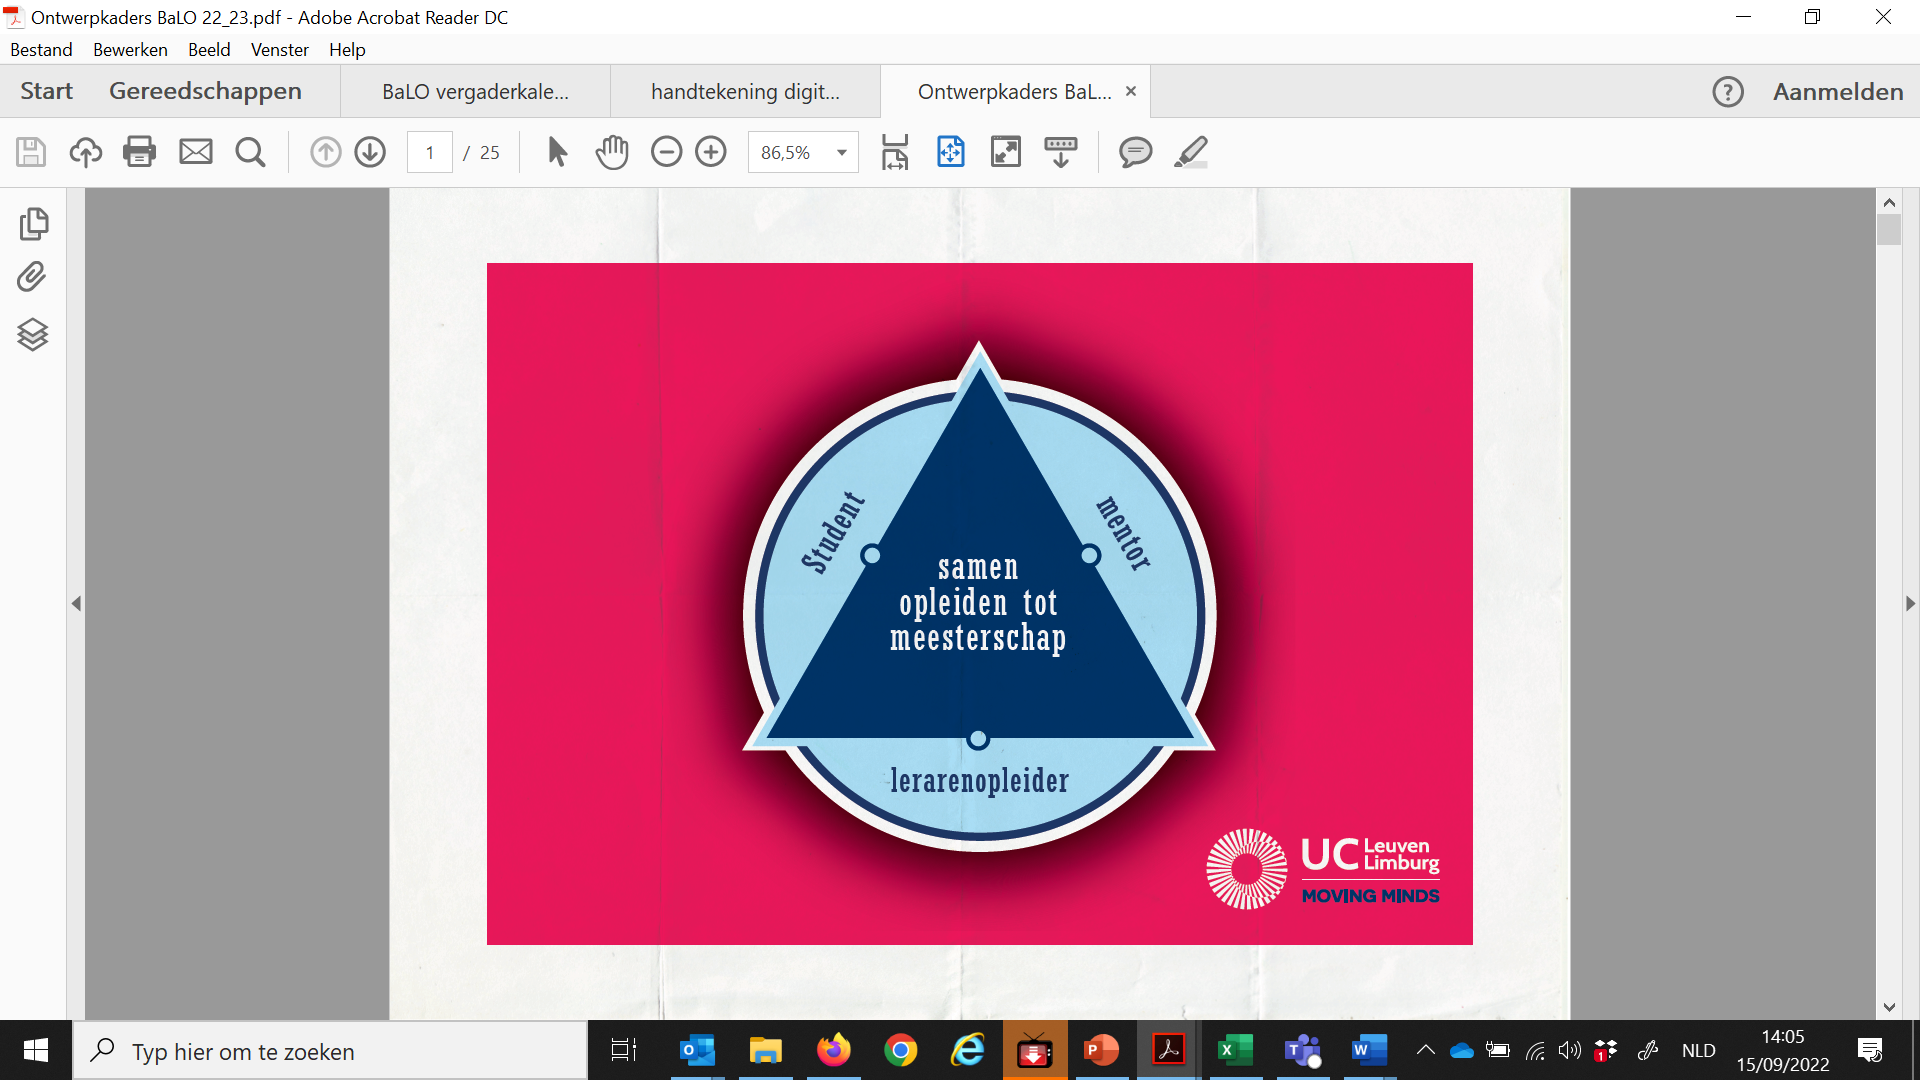 Ontwerpkaders BaLO 22_23.pdf - Adobe Acrobat Reader DC
Bestand Bewerken Beeld Venster Help
Start Gereedschappen BaLO vergaderkale... handtekening digit... Ontwerpkaders BaL... Aanmelden
1 / 25 86,5%
Student
mentor
samen
opleiden tot
meesterschap
lerarenopleider
UC Leuven
Limburg
MOVING MINDS
Typ hier om te zoeken
NLD
14:05
15/09/2022